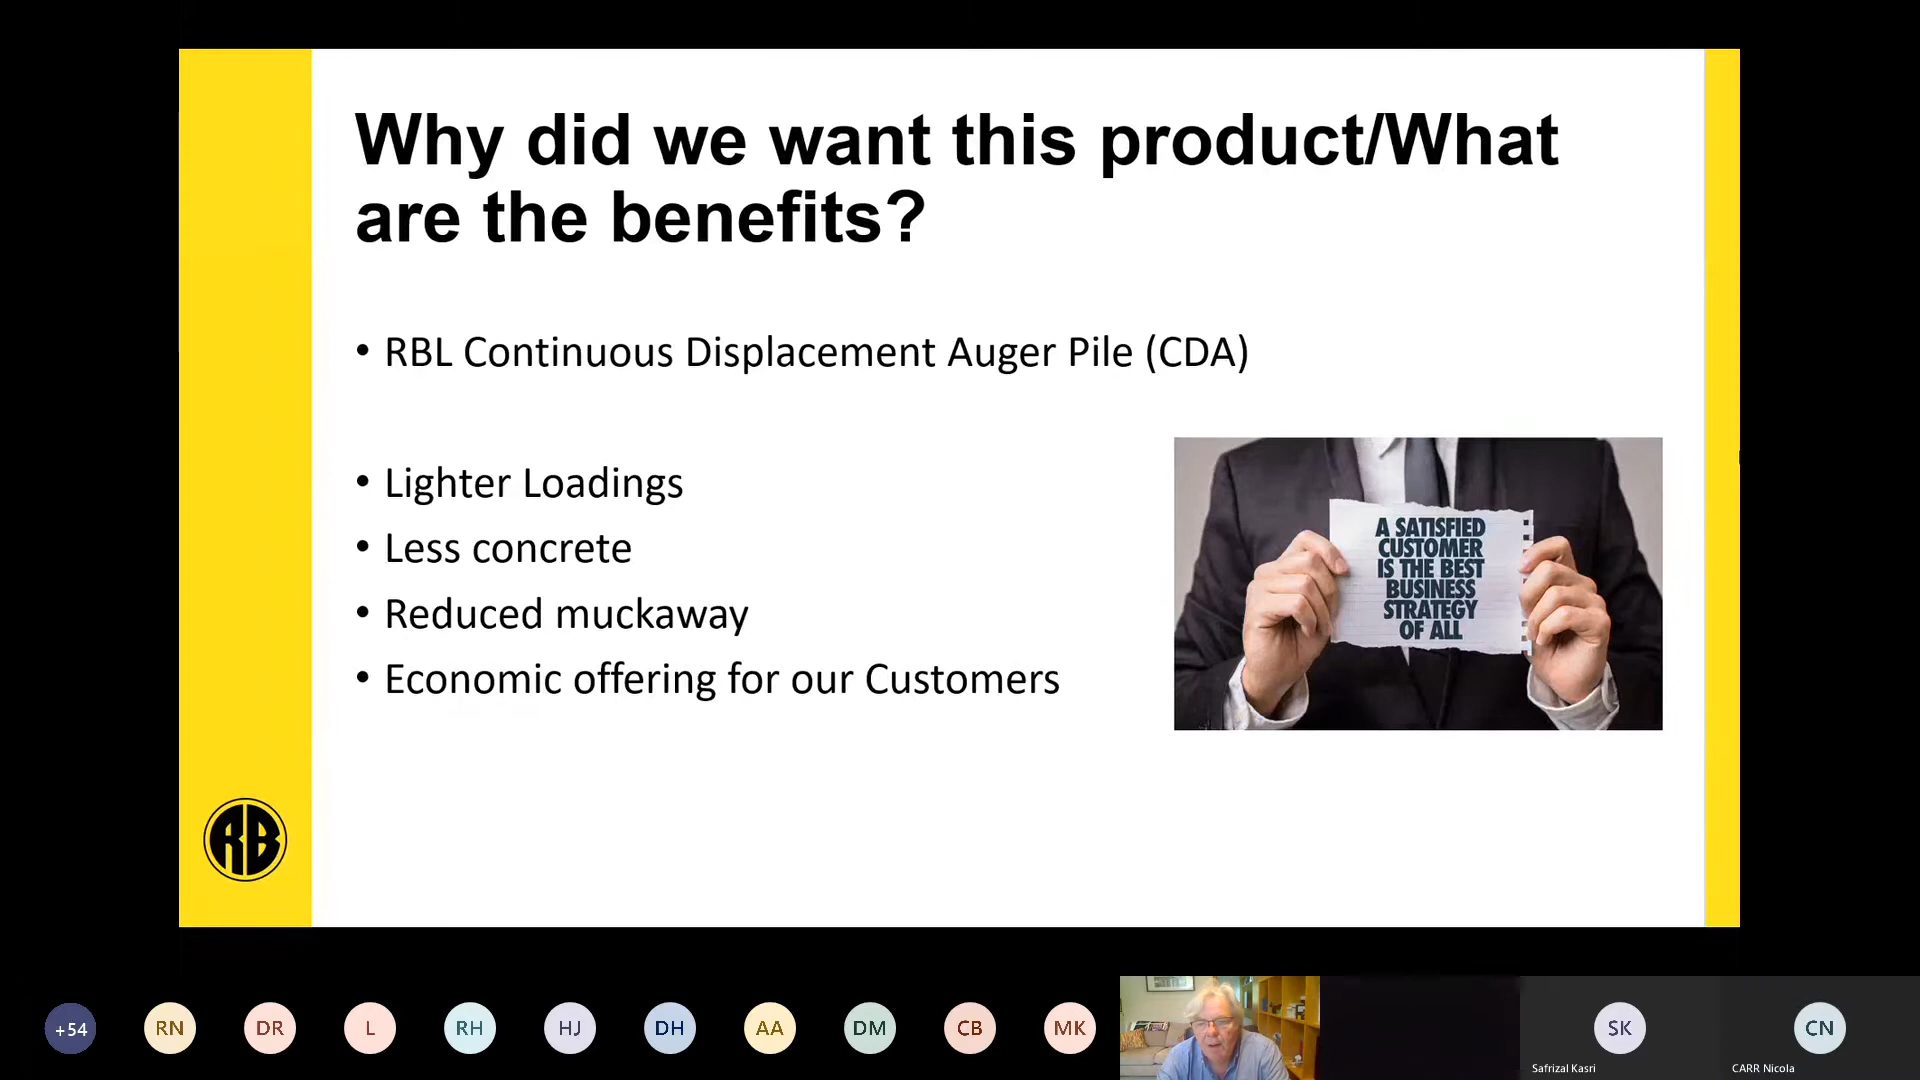 Why did we want this product/What
are the benefits?
• RBL Continuous Displacement Auger Pile (CDA)
• Lighter Loadings
• Less concrete
• Reduced muckaway
• Economic offering for our Customers
A SATISFIED
CUSTOMER
IS THE BEST
BUSINESS
STRATEGY
OF ALL
RB
+54
RN
DR
L
RH
HJ
DH
AA
DM
CB
MK
SK
CN
Safrizal Kasri
CARR Nicola